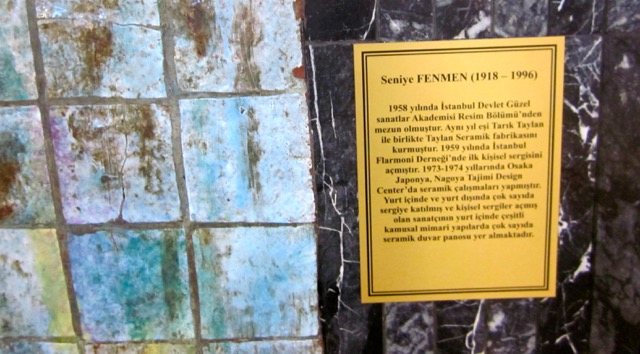 Seniye FENMEN (1918 – 1996)
1958 yılında İstanbul Devlet Güzel
sanatlar Akademisi Resim Bölümü'nden
mezun olmuştur. Aynı yıl eşi Tarık Taylan
ile birlikte Taylan Seramik fabrikasını
kurmuştur. 1959 yılında İstanbul
Flarmoni Derneği'nde ilk kişisel sergisini
açmıştır. 1973-1974 yıllarında Osaka
Japonya, Nagoya Tajimi Design
Center'da seramik çalışmaları yapmıştır.
Yurt içinde ve yurt dışında çok sayıda
sergiye katılmış ve kişisel sergiler açmış
olan sanatçının yurt içinde çeşitli
kamusal mimari yapılarda çok sayıda
seramik duvar panosu yer almaktadır.